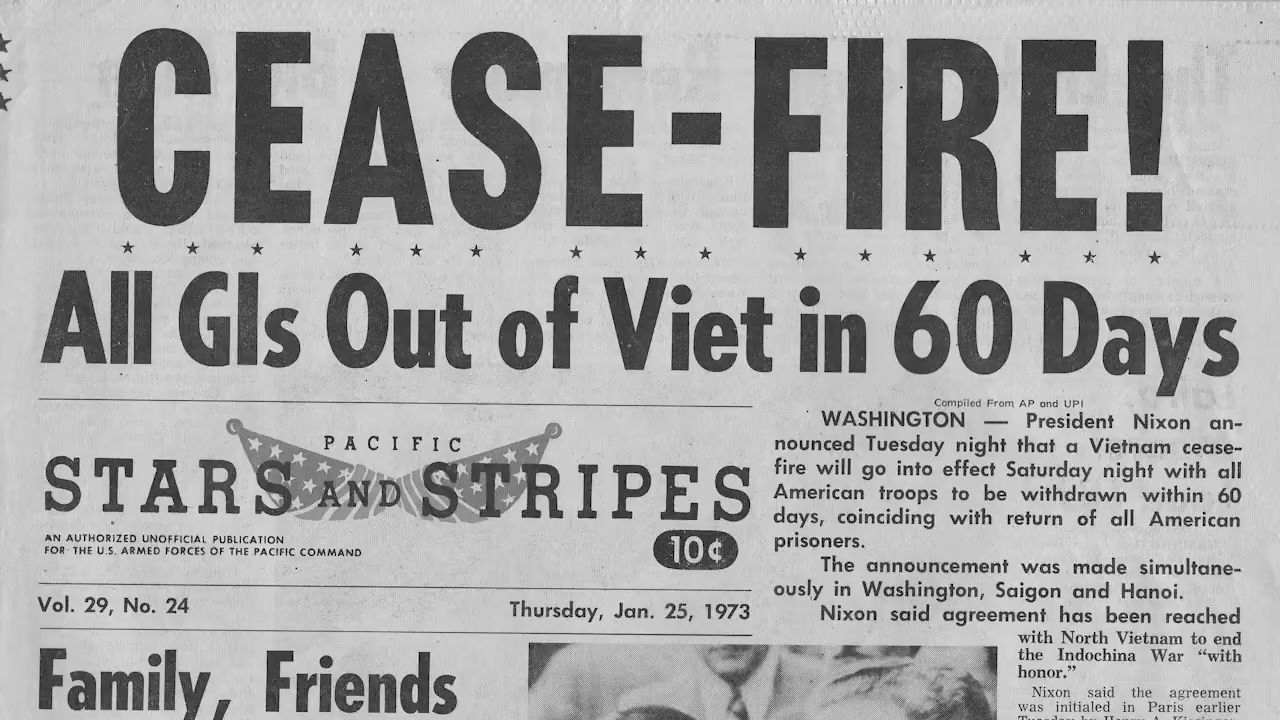 CEASE-FIRE!
All GIs Out of Viet in 60 Days
PACIFIC
STARS AND STRIPES
AN AUTHORIZED UNOFFICIAL PUBLICATION
FOR THE U.S. ARMED FORCES OF THE PACIFIC COMMAND
10¢
Vol. 29, No. 24
Thursday, Jan. 25, 1973
Family, Friends
Compiled From AP and UPI
WASHINGTON — President Nixon an-
nounced Tuesday night that a Vietnam cease-
fire will go into effect Saturday night with all
American troops to be withdrawn within 60
days, coinciding with return of all American
prisoners.
The announcement was made simultane-
ously in Washington, Saigon and Hanoi.
Nixon said agreement has been reached
with North Vietnam to end
the Indochina War “with
honor.”
Nixon said the agreement
was initialed in Paris earlier